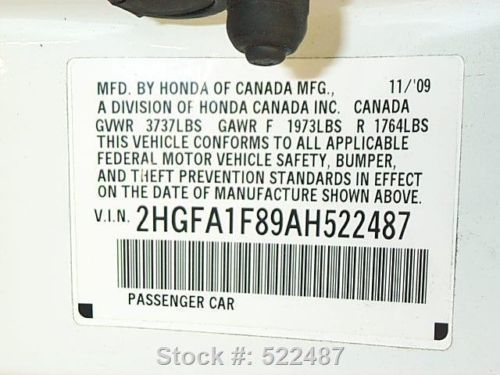 MFD. BY HONDA OF CANADA MFG., 11/'09
A DIVISION OF HONDA CANADA INC. CANADA
GVWR 3737LBS GAWR F 1973LBS R 1764LBS
THIS VEHICLE CONFORMS TO ALL APPLICABLE
FEDERAL MOTOR VEHICLE SAFETY, BUMPER,
AND THEFT PREVENTION STANDARDS IN EFFECT
ON THE DATE OF MANUFACTURE SHOWN ABOVE.
V.I.N. 2HGFA1F89AH522487
PASSENGER CAR
Stock #: 522487